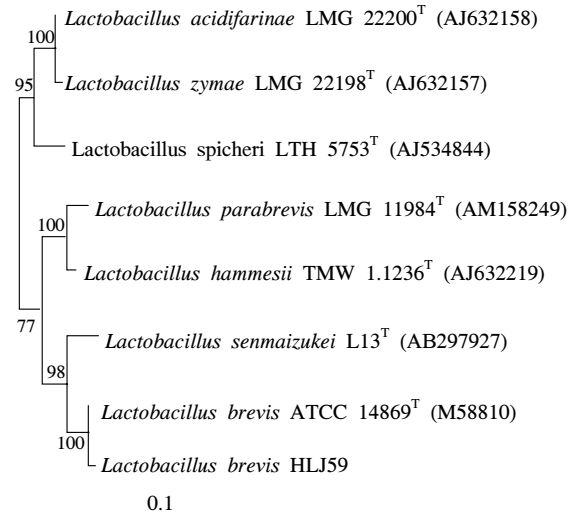 Lactobacillus acidifarinae LMG 22200ᵀ (AJ632158)
100
95
Lactobacillus zymae LMG 22198ᵀ (AJ632157)
Lactobacillus spicheri LTH 5753ᵀ (AJ534844)
Lactobacillus parabrevis LMG 11984ᵀ (AM158249)
100
Lactobacillus hammesii TMW 1.1236ᵀ (AJ632219)
77
Lactobacillus senmaizukei L13ᵀ (AB297927)
98
Lactobacillus brevis ATCC 14869ᵀ (M58810)
100
Lactobacillus brevis HLJ59
0.1